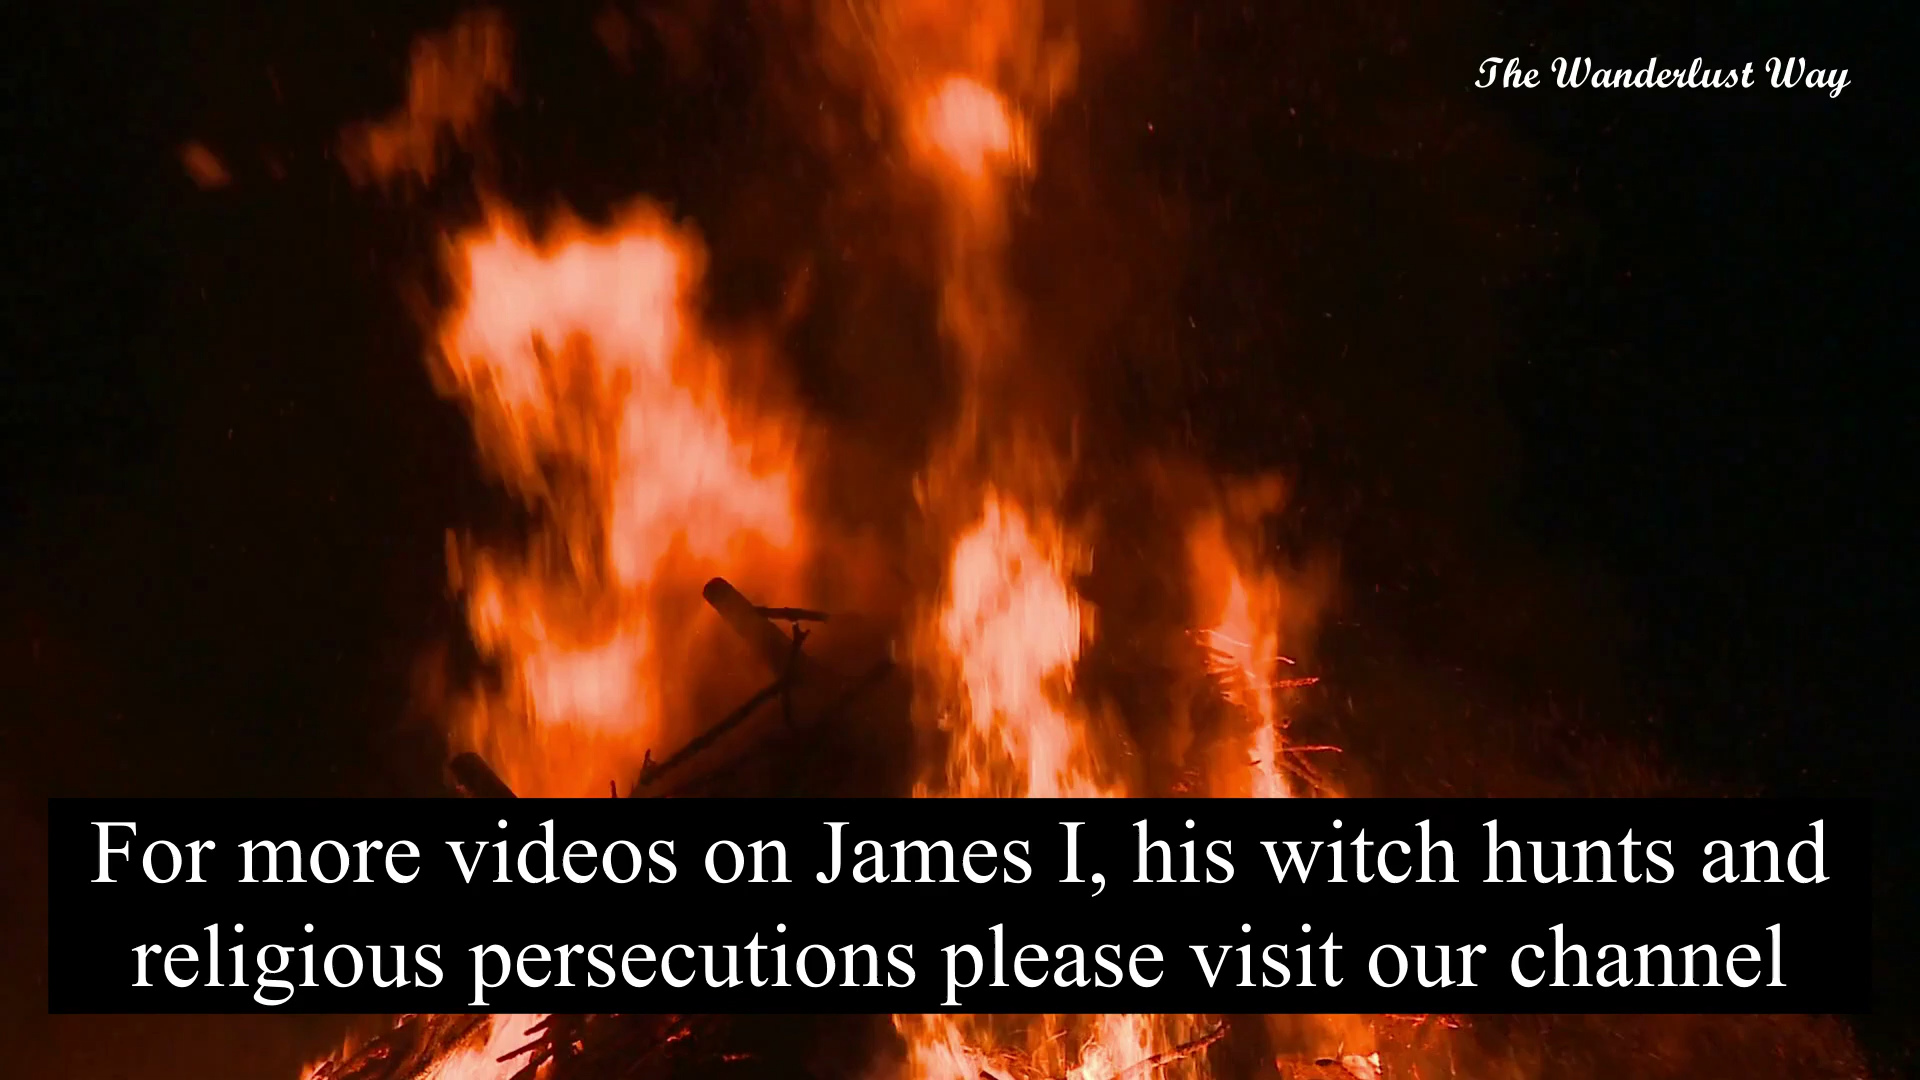 The Wanderlust Way
For more videos on James I, his witch hunts and
religious persecutions please visit our channel